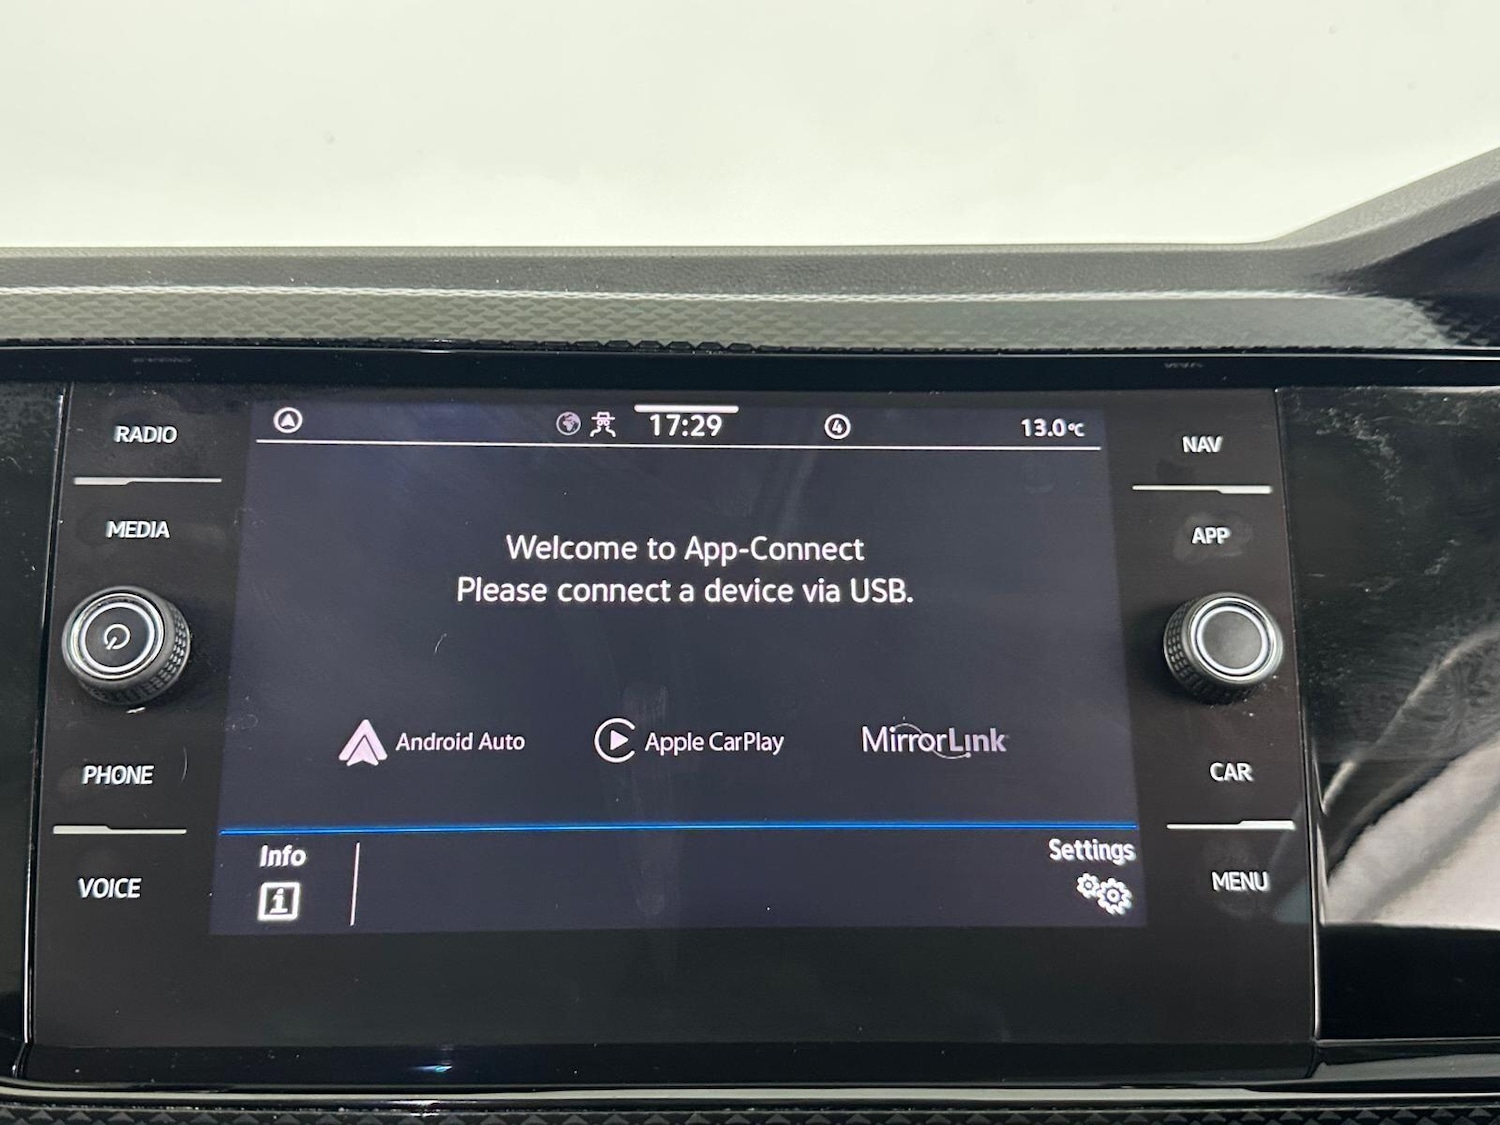 RADIO
MEDIA
PHONE
VOICE
17:29
4
13.0°C
Welcome to App-Connect
Please connect a device via USB.
Android Auto
Apple CarPlay
MirrorLink
Info
i
Settings
NAV
APP
CAR
MENU